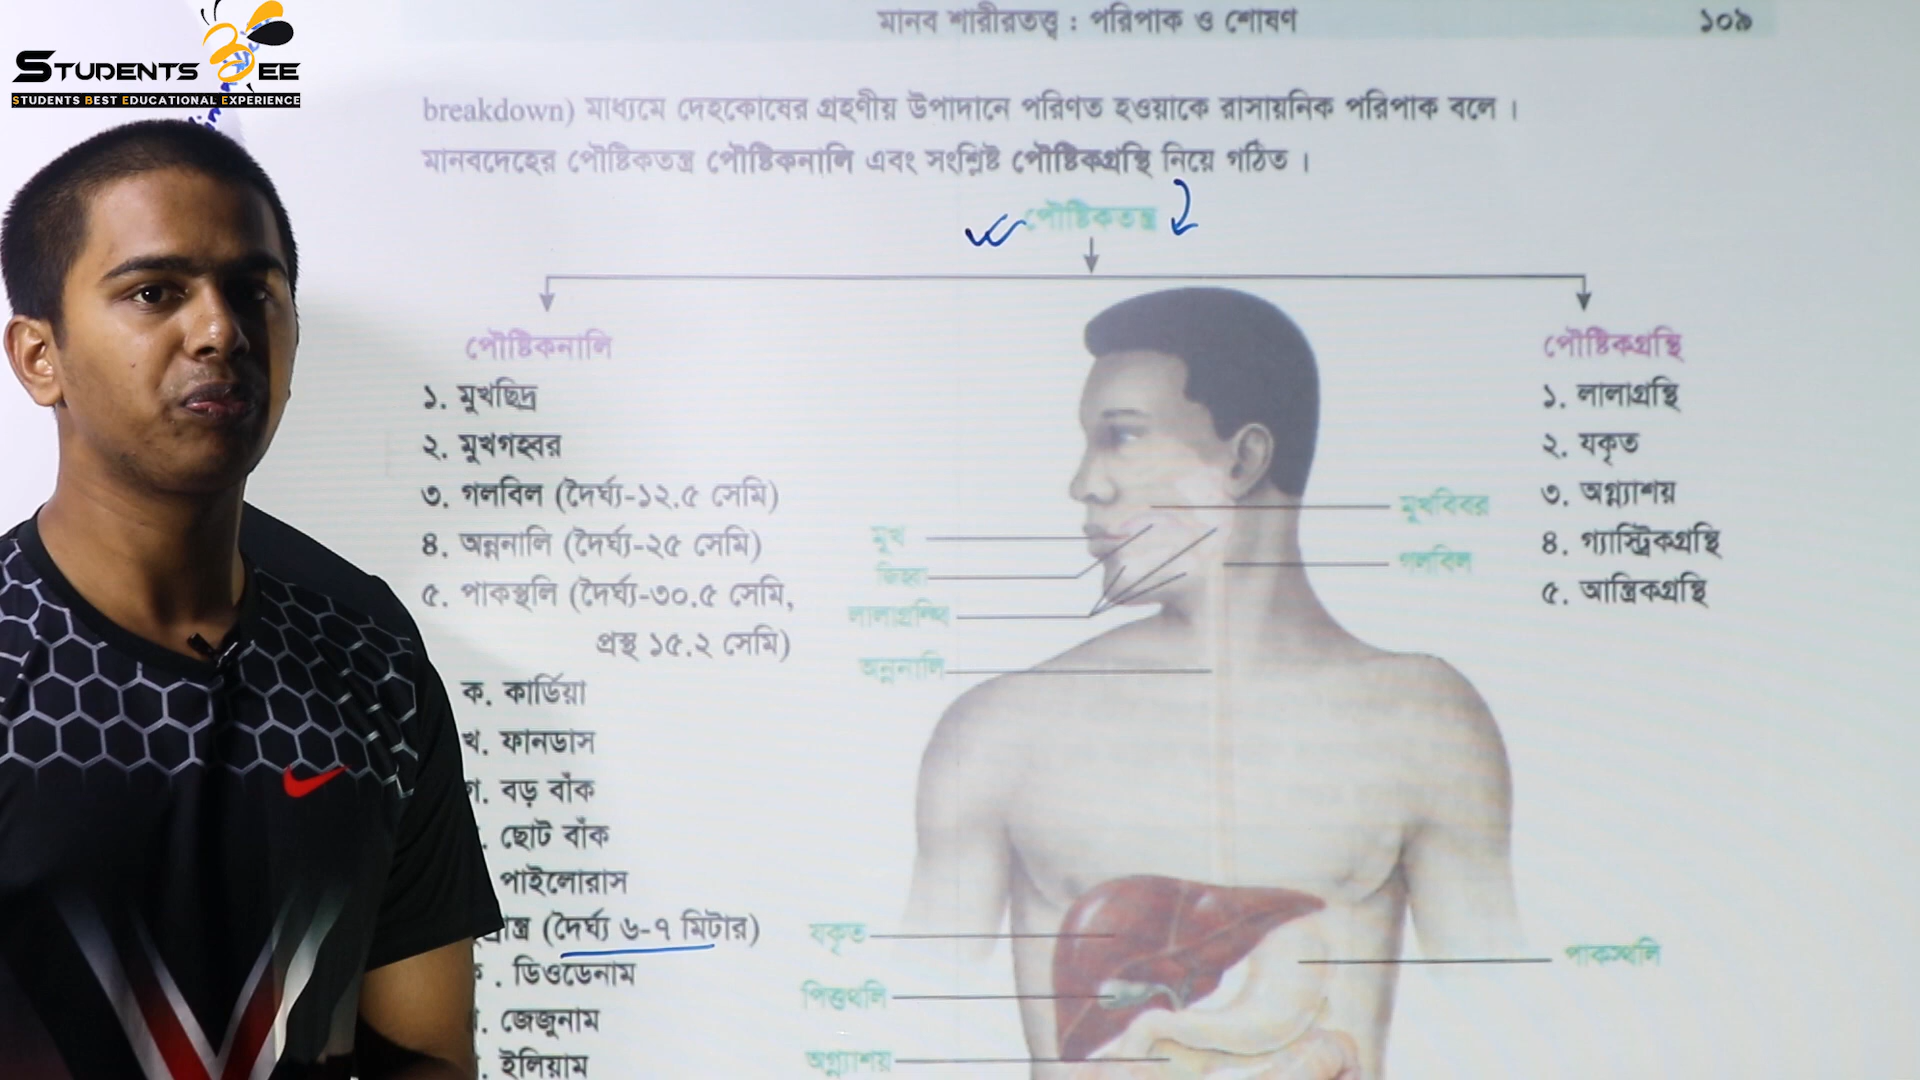 STUDENTS BEE
STUDENTS BEST EDUCATIONAL EXPERIENCE
মানব শারীরতত্ত্ব : পরিপাক ও শোষণ
১০৯
breakdown) মাধ্যমে দেহকোষের গ্রহণীয় উপাদানে পরিণত হওয়াকে রাসায়নিক পরিপাক বলে ।
মানবদেহের পৌষ্টিকতন্ত্র পৌষ্টিকনালি এবং সংশ্লিষ্ট পৌষ্টিকগ্রন্থি নিয়ে গঠিত ।
পৌষ্টিকতন্ত্র
পৌষ্টিকনালি
১. মুখছিদ্র
২. মুখগহ্বর
৩. গলবিল (দৈর্ঘ্য-১২.৫ সেমি)
৪. অন্ননালি (দৈর্ঘ্য-২৫ সেমি)
৫. পাকস্থলি (দৈর্ঘ্য-৩০.৫ সেমি,
প্রস্থ ১৫.২ সেমি)
ক. কার্ডিয়া
খ. ফানডাস
গ. বড় বাঁক
. ছোট বাঁক
পাইলোরাস
(দৈর্ঘ্য ৬-৭ মিটার)
ক . ডিওডেনাম
. জেজুনাম
. ইলিয়াম
মুখ
জিহ্বা
লালাগ্রন্থি
অন্ননালি
যকৃত
পিত্তথলি
অগ্ন্যাশয়
মুখবিবর
গলবিল
পাকস্থলি
পৌষ্টিকগ্রন্থি
১. লালাগ্রন্থি
২. যকৃত
৩. অগ্ন্যাশয়
৪. গ্যাস্ট্রিকগ্রন্থি
৫. আন্ত্রিকগ্রন্থি